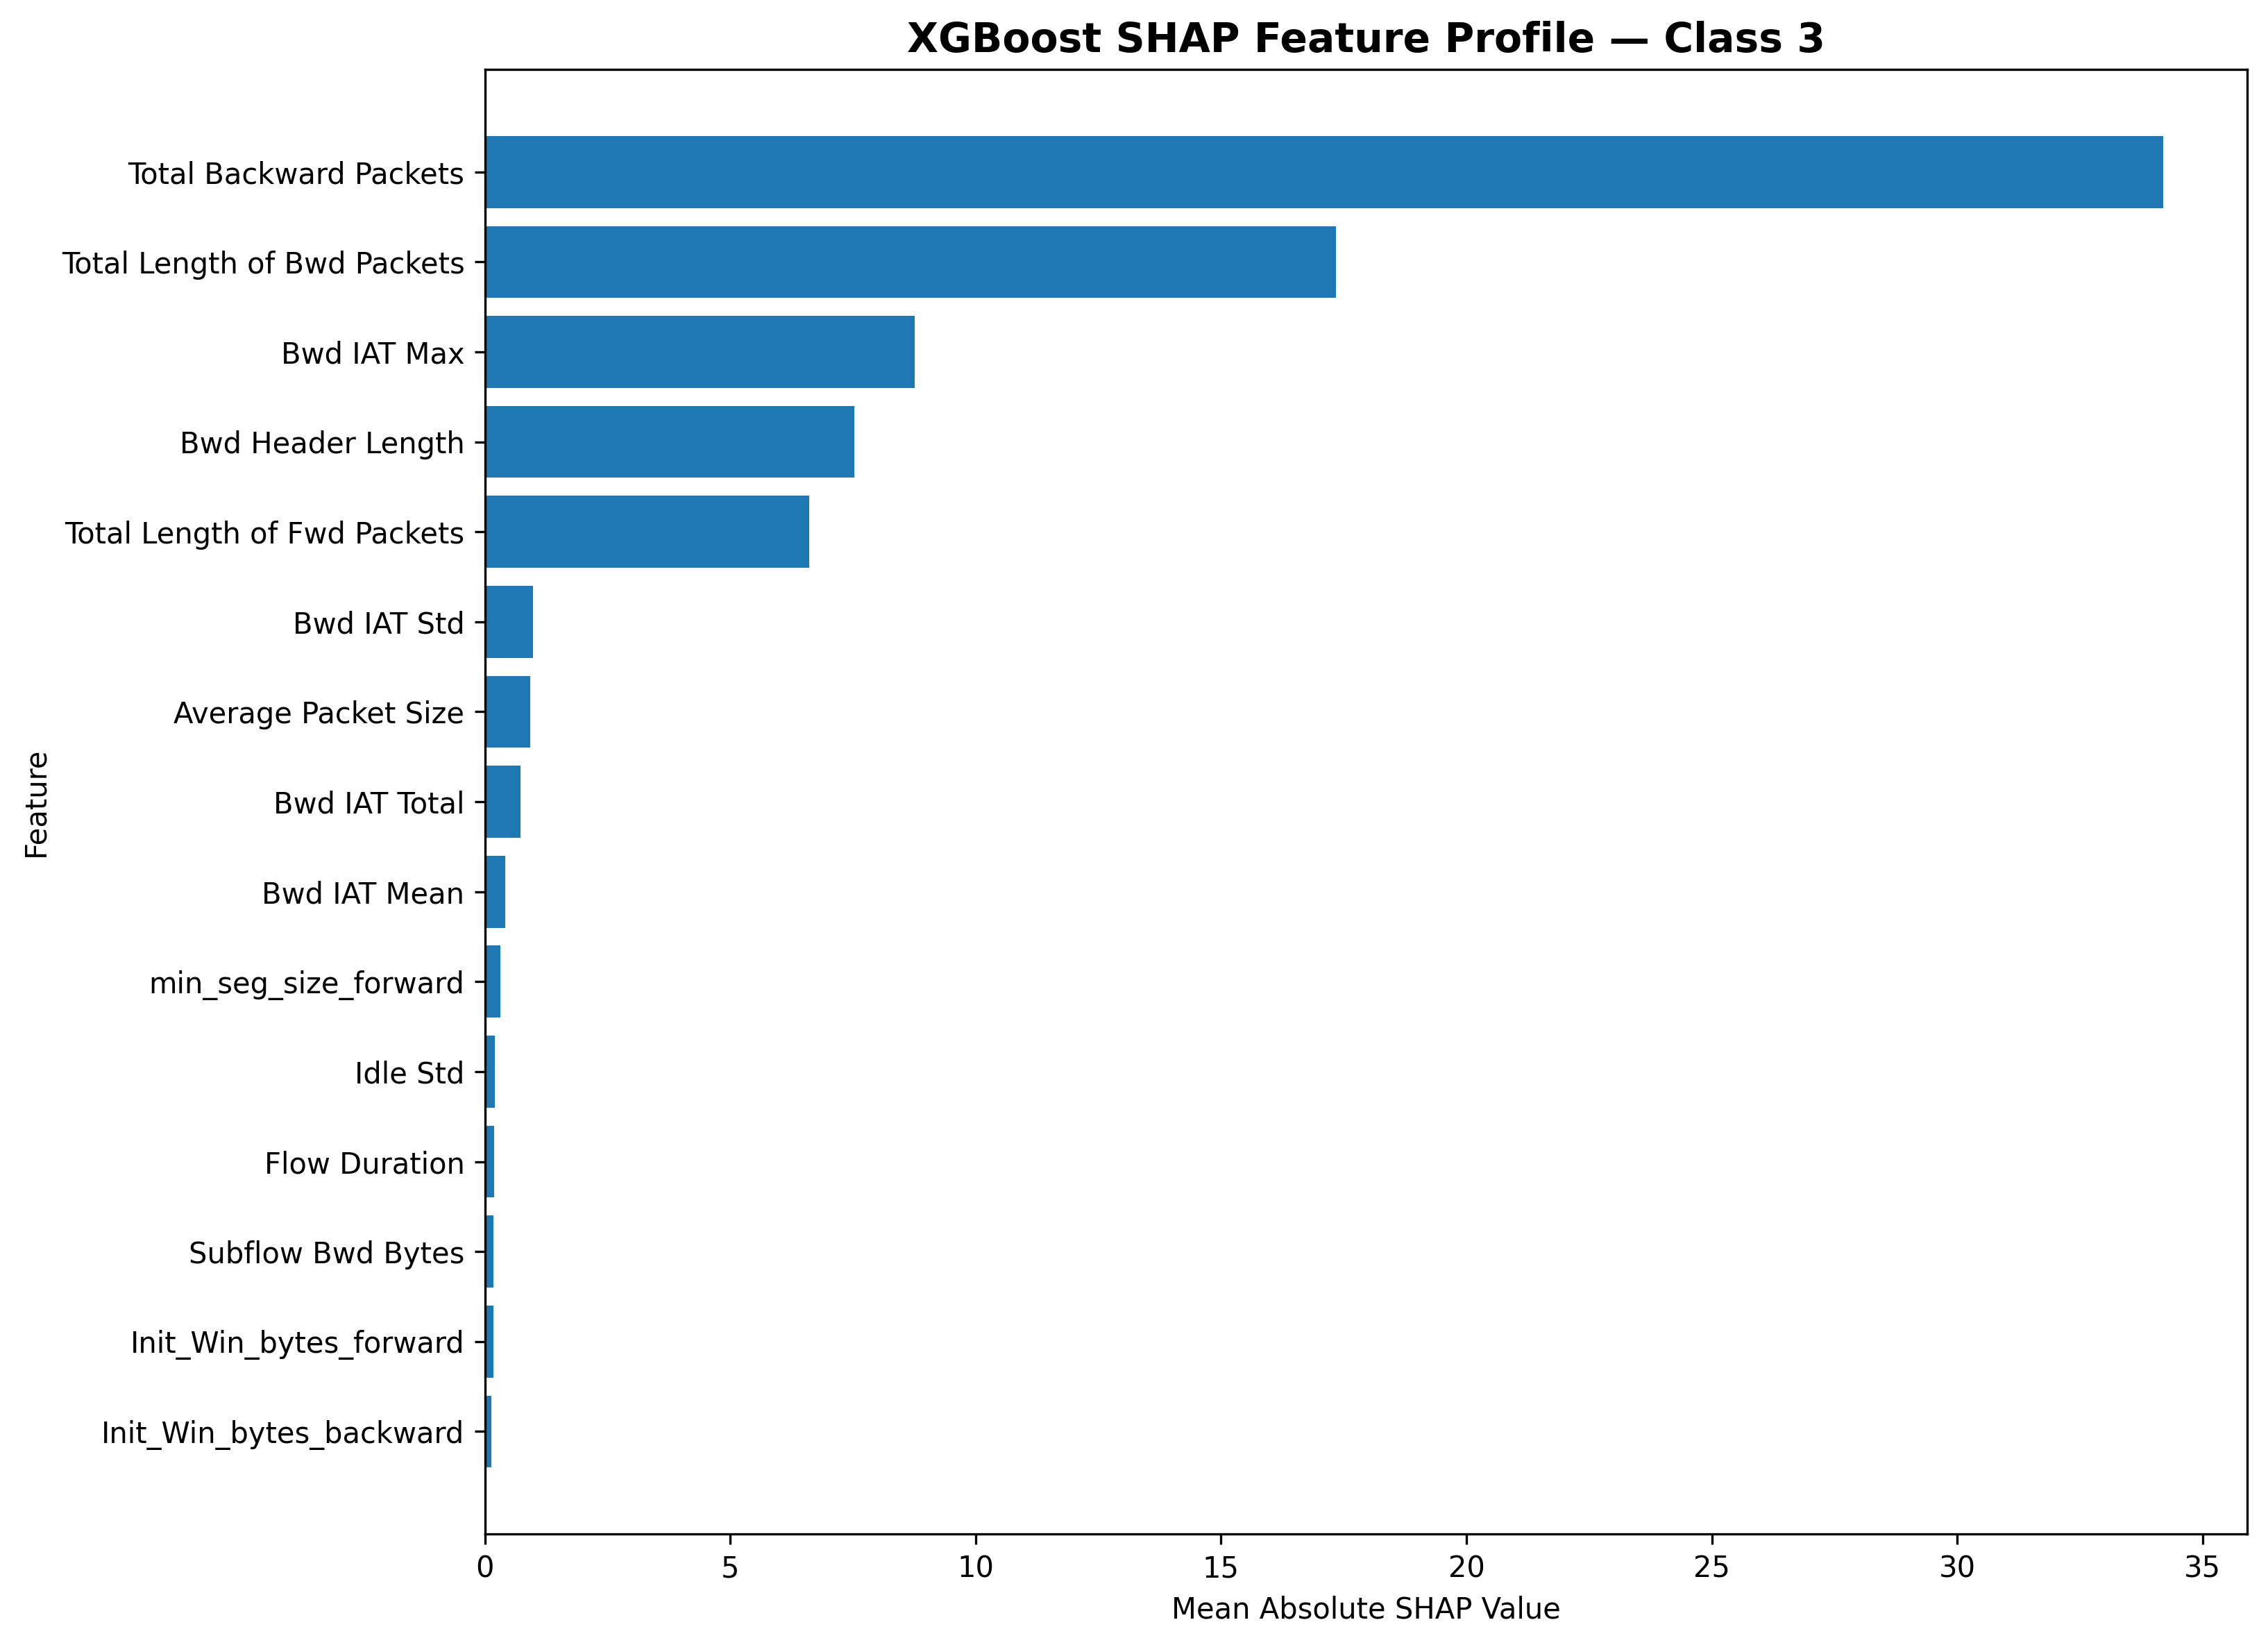 XGBoost SHAP Feature Profile — Class 3
Total Backward Packets
Total Length of Bwd Packets
Bwd IAT Max
Bwd Header Length
Total Length of Fwd Packets
Bwd IAT Std
Average Packet Size
Bwd IAT Total
Bwd IAT Mean
min_seg_size_forward
Idle Std
Flow Duration
Subflow Bwd Bytes
Init_Win_bytes_forward
Init_Win_bytes_backward
Feature
0 5 10 15 20 25 30 35
Mean Absolute SHAP Value